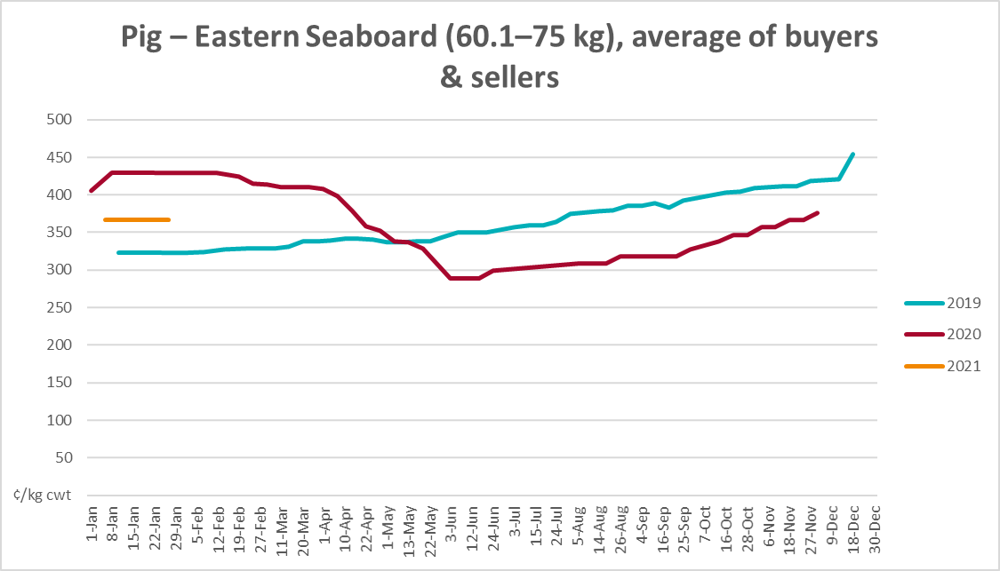 Pig – Eastern Seaboard (60.1–75 kg), average of buyers
& sellers
500
450
400
350
300
250
200
150
100
50
¢/kg cwt
1-Jan
8-Jan
15-Jan
22-Jan
29-Jan
5-Feb
12-Feb
19-Feb
27-Feb
11-Mar
20-Mar
1-Apr
10-Apr
22-Apr
1-May
13-May
22-May
3-Jun
12-Jun
24-Jun
3-Jul
15-Jul
24-Jul
5-Aug
14-Aug
26-Aug
4-Sep
16-Sep
25-Sep
7-Oct
16-Oct
28-Oct
6-Nov
18-Nov
27-Nov
9-Dec
18-Dec
30-Dec
2019
2020
2021